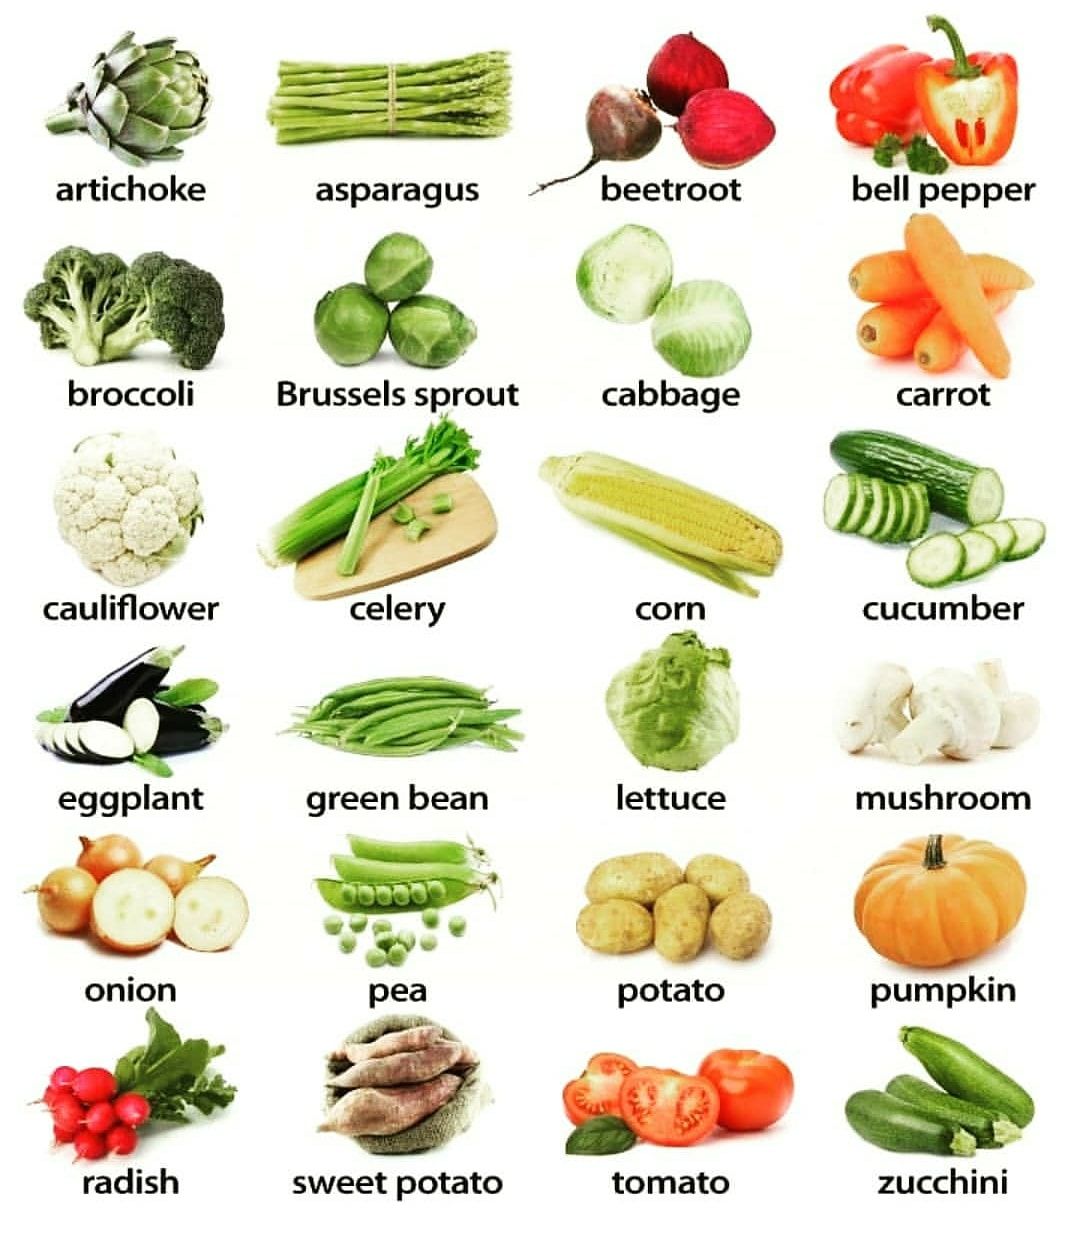 artichoke
asparagus
beetroot
bell pepper
broccoli
Brussels sprout
cabbage
carrot
cauliflower
celery
corn
cucumber
eggplant
green bean
lettuce
mushroom
onion
pea
potato
pumpkin
radish
sweet potato
tomato
zucchini